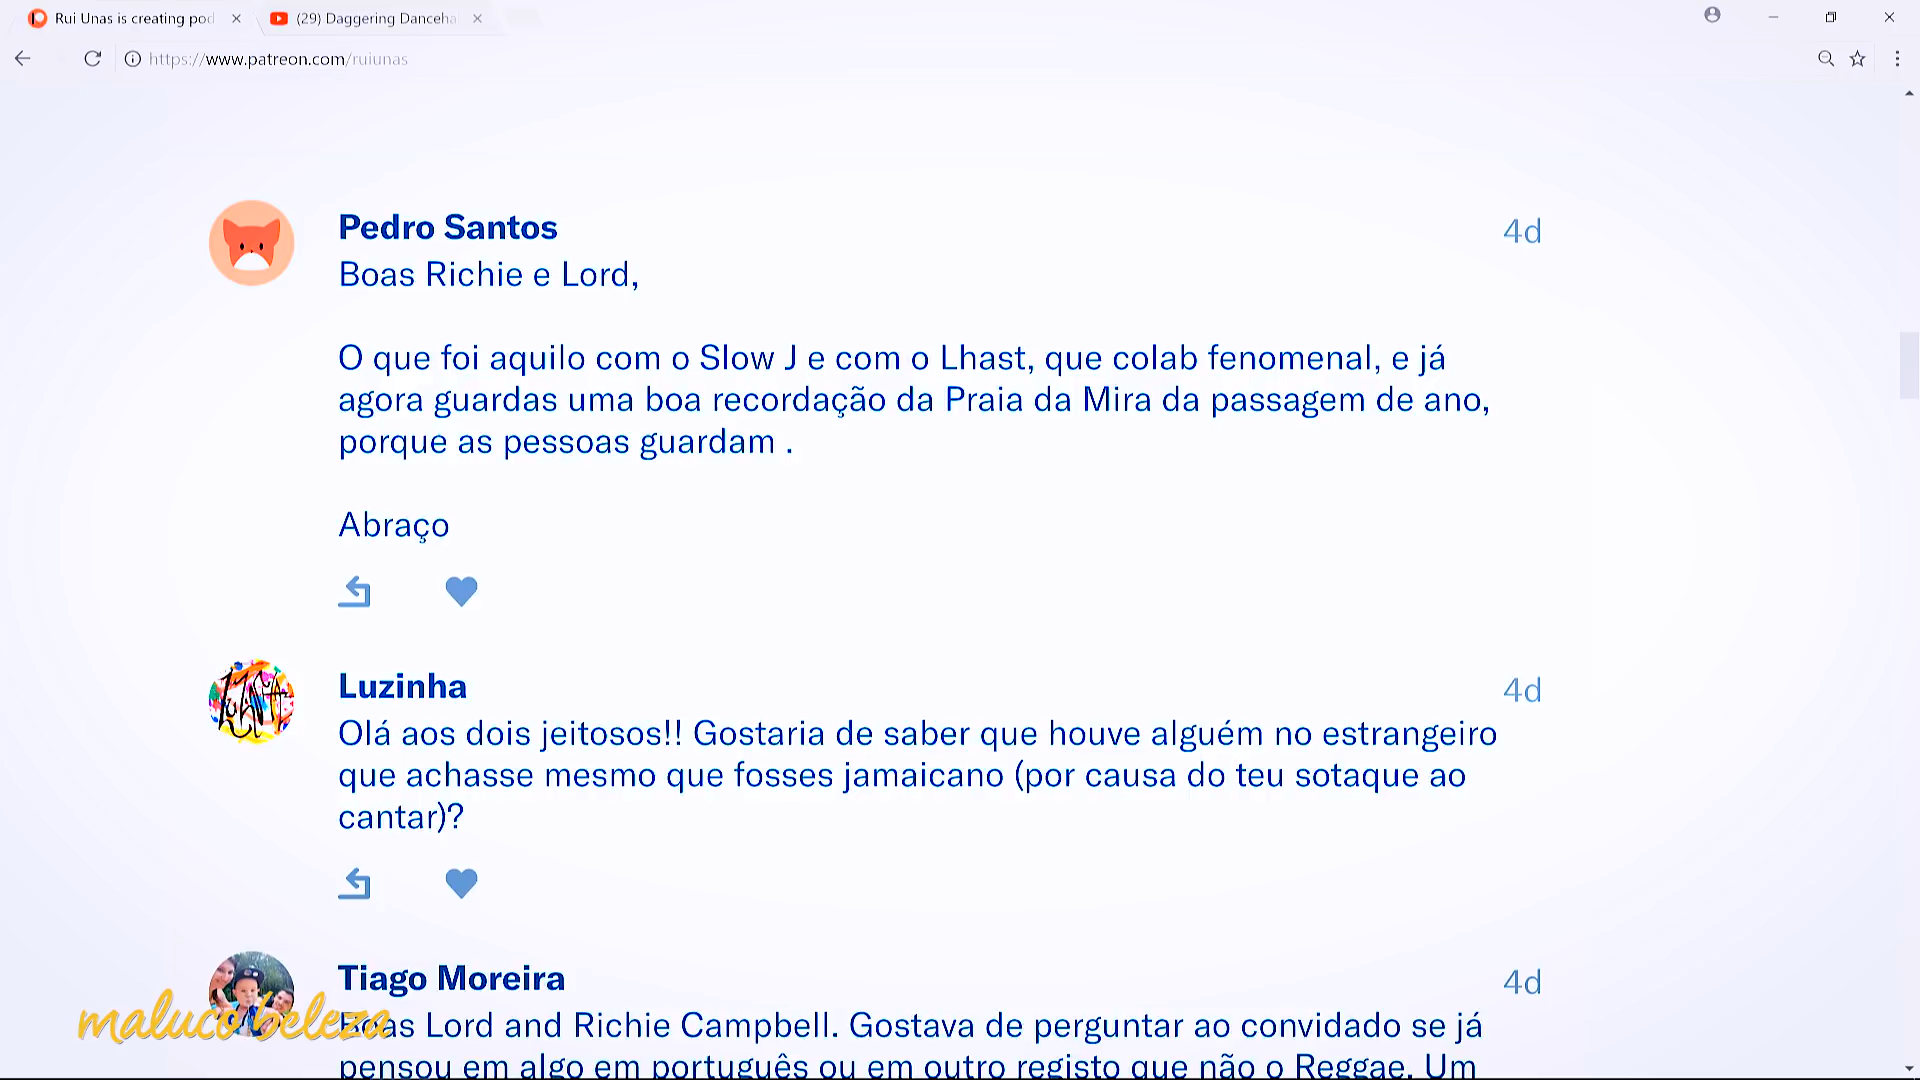 Rui Unas is creating pod
(29) Daggering Danceha
https://www.patreon.com/ruiunas
Pedro Santos
4d
Boas Richie e Lord,
O que foi aquilo com o Slow J e com o Lhast, que colab fenomenal, e já
agora guardas uma boa recordação da Praia da Mira da passagem de ano,
porque as pessoas guardam .
Abraço
Luzinha
4d
Olá aos dois jeitosos!! Gostaria de saber que houve alguém no estrangeiro
que achasse mesmo que fosses jamaicano (por causa do teu sotaque ao
cantar)?
Tiago Moreira
4d
Boas Lord and Richie Campbell. Gostava de perguntar ao convidado se já
pensou em algo em português ou em outro registo que não o Reggae. Um
maluco beleza